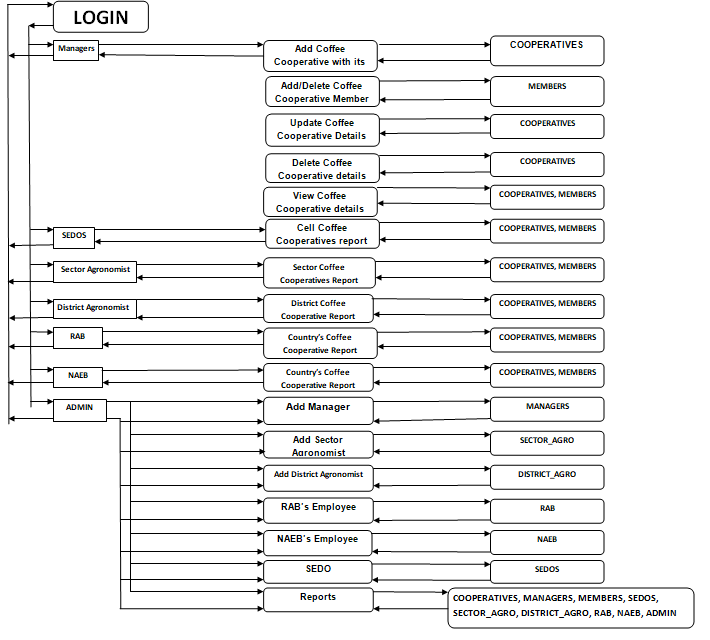 LOGIN
Managers
Add Coffee
Cooperative with its
COOPERATIVES
Add/Delete Coffee
Cooperative Member
MEMBERS
Update Coffee
Cooperative Details
COOPERATIVES
Delete Coffee
Cooperative details
COOPERATIVES
View Coffee
Cooperative details
COOPERATIVES, MEMBERS
SEDOS
Cell Coffee
Cooperatives report
COOPERATIVES, MEMBERS
Sector Agronomist
Sector Coffee
Cooperatives Report
COOPERATIVES, MEMBERS
District Agronomist
District Coffee
Cooperative Report
COOPERATIVES, MEMBERS
RAB
Country's Coffee
Cooperative Report
COOPERATIVES, MEMBERS
NAEB
Country's Coffee
Cooperative Report
COOPERATIVES, MEMBERS
ADMIN
Add Manager
MANAGERS
Add Sector
Agronomist
SECTOR_AGRO
Add District Agronomist
DISTRICT_AGRO
RAB's Employee
RAB
NAEB's Employee
NAEB
SEDO
SEDOS
Reports
COOPERATIVES, MANAGERS, MEMBERS, SEDOS,
SECTOR_AGRO, DISTRICT_AGRO, RAB, NAEB, ADMIN